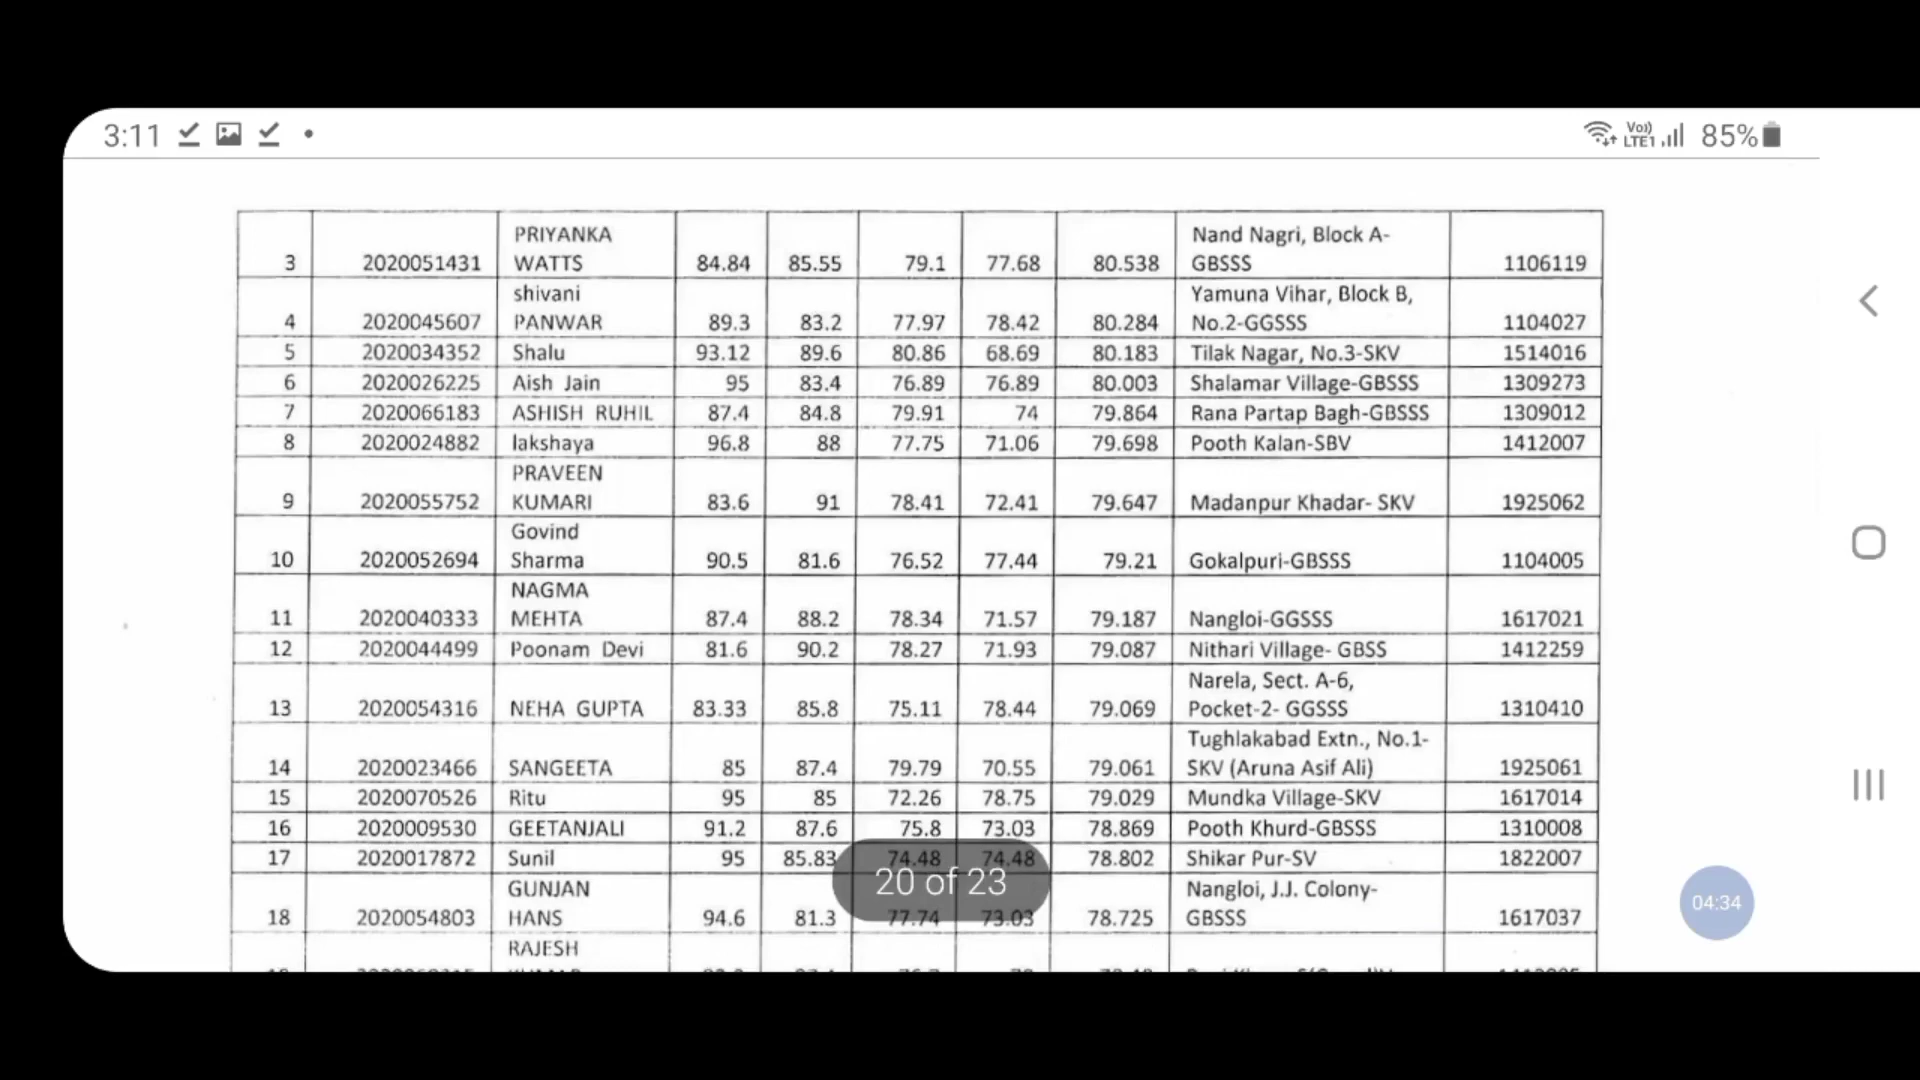 3:11
Vo)) LTE1 85%
3 2020051431 PRIYANKA WATTS 84.84 85.55 79.1 77.68 80.538 Nand Nagri, Block A- GBSSS 1106119
4 2020045607 shivani PANWAR 89.3 83.2 77.97 78.42 80.284 Yamuna Vihar, Block B, No.2-GGSSS 1104027
5 2020034352 Shalu 93.12 89.6 80.86 68.69 80.183 Tilak Nagar, No.3-SKV 1514016
6 2020026225 Aish Jain 95 83.4 76.89 76.89 80.003 Shalamar Village-GBSSS 1309273
7 2020066183 ASHISH RUHIL 87.4 84.8 79.91 74 79.864 Rana Partap Bagh-GBSSS 1309012
8 2020024882 lakshaya 96.8 88 77.75 71.06 79.698 Pooth Kalan-SBV 1412007
9 2020055752 PRAVEEN KUMARI 83.6 91 78.41 72.41 79.647 Madanpur Khadar- SKV 1925062
10 2020052694 Govind Sharma 90.5 81.6 76.52 77.44 79.21 Gokalpuri-GBSSS 1104005
11 2020040333 NAGMA MEHTA 87.4 88.2 78.34 71.57 79.187 Nangloi-GGSSS 1617021
12 2020044499 Poonam Devi 81.6 90.2 78.27 71.93 79.087 Nithari Village- GBSS 1412259
13 2020054316 NEHA GUPTA 83.33 85.8 75.11 78.44 79.069 Narela, Sect. A-6, Pocket-2- GGSSS 1310410
14 2020023466 SANGEETA 85 87.4 79.79 70.55 79.061 Tughlakabad Extn., No.1- SKV (Aruna Asif Ali) 1925061
15 2020070526 Ritu 95 85 72.26 78.75 79.029 Mundka Village-SKV 1617014
16 2020009530 GEETANJALI 91.2 87.6 75.8 73.03 78.869 Pooth Khurd-GBSSS 1310008
17 2020017872 Sunil 95 85.83 74.48 74.48 78.802 Shikar Pur-SV 1822007
18 2020054803 GUNJAN HANS 94.6 81.3 77.74 73.03 78.725 Nangloi, J.J. Colony- GBSSS 1617037
20 of 23
04:34
RAJESH